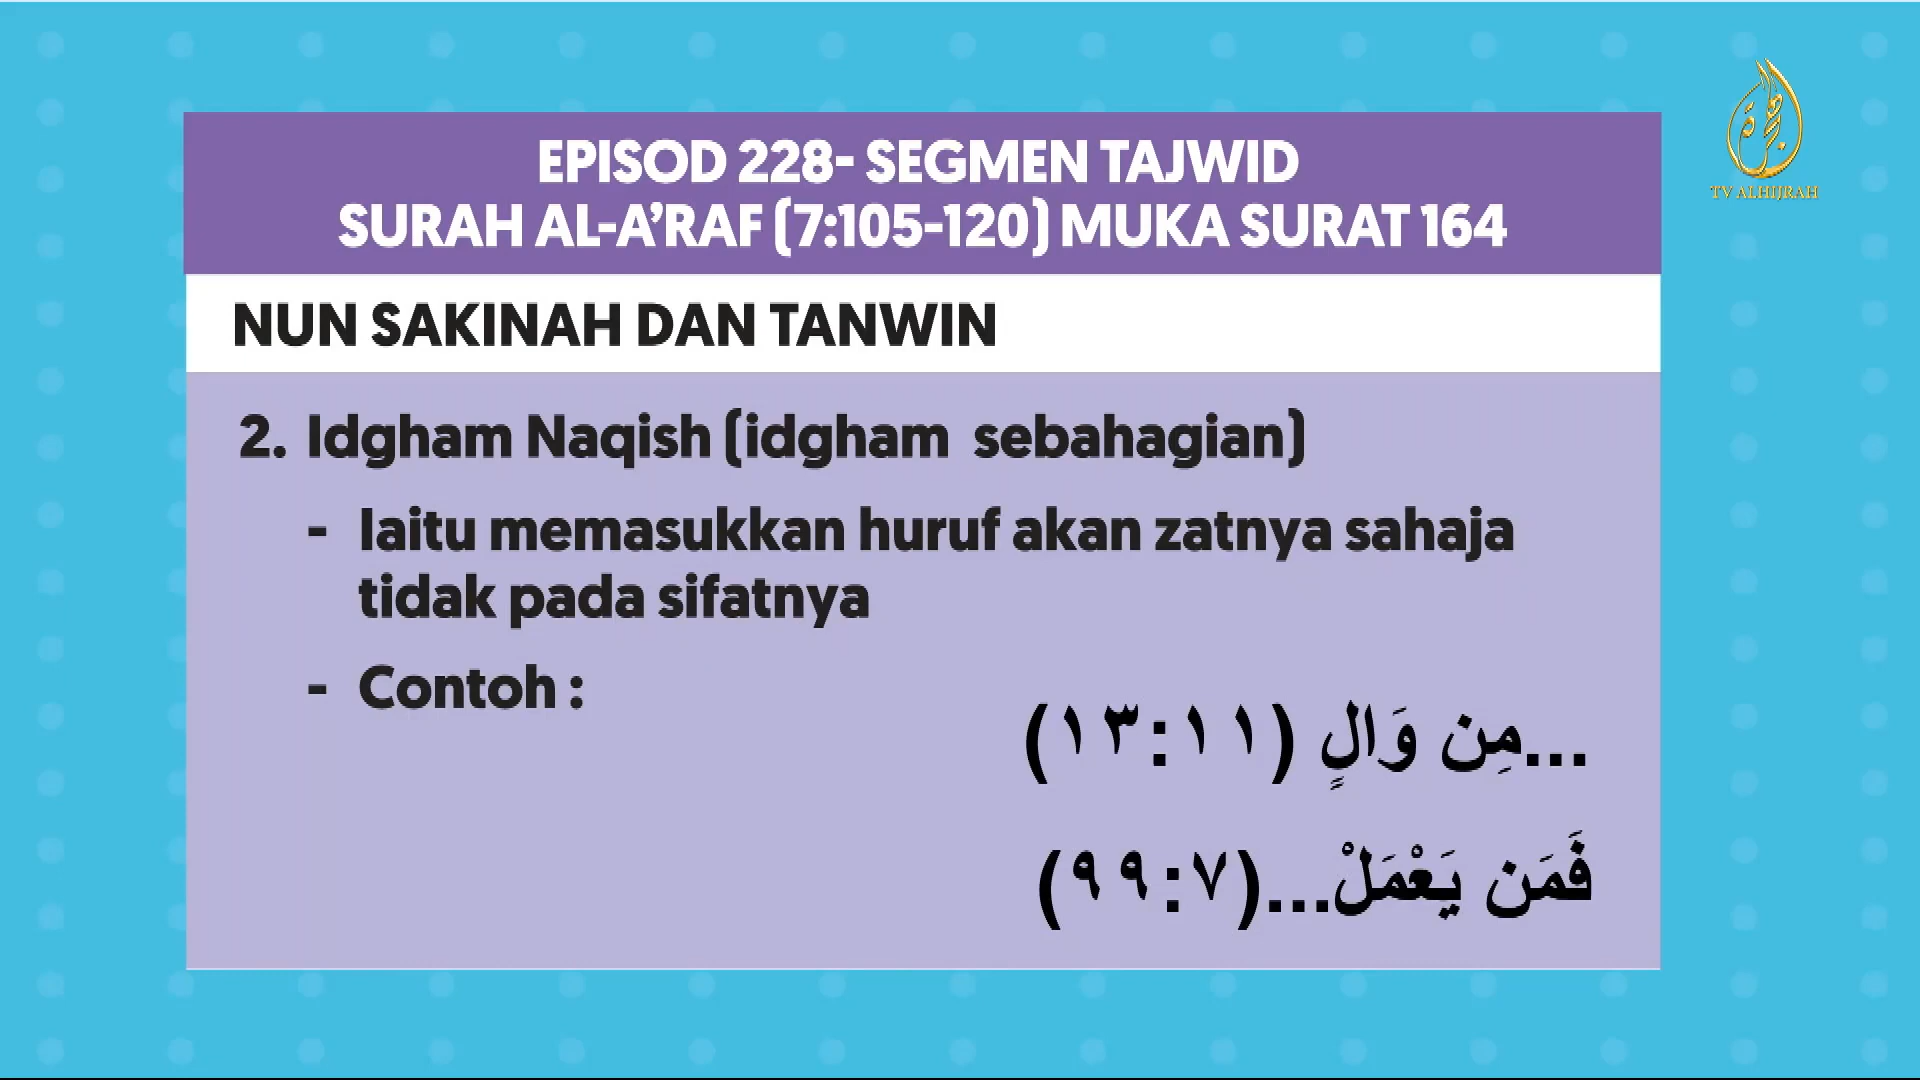 EPISOD 228- SEGMEN TAJWID
SURAH AL-A’RAF (7:105-120) MUKA SURAT 164
TV ALHIJRAH
NUN SAKINAH DAN TANWIN
2. Idgham Naqish (idgham sebahagian)
- Iaitu memasukkan huruf akan zatnya sahaja
tidak pada sifatnya
- Contoh :
...مِن وَالٍ (١٣:١١)
فَمَن يَعْمَلْ...(٩٩:٧)